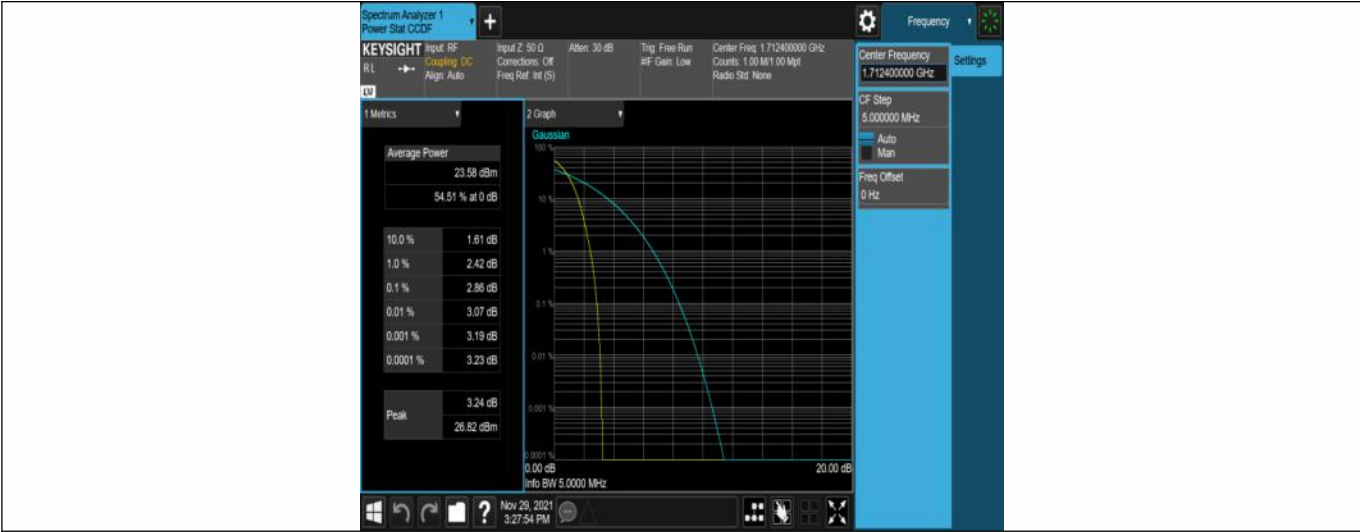 Spectrum Analyzer 1
Power Stat CCDF
+
Frequency
KEYSIGHT
RL
LXI
Input: RF
Coupling: DC
Align: Auto
Input Z: 50 Ω
Corrections: Off
Freq Ref: Int (S)
Atten: 30 dB
Trig: Free Run
#IF Gain: Low
Center Freq: 1.712400000 GHz
Counts: 1.00 M/1.00 Mpt
Radio Std: None
Center Frequency
1.712400000 GHz
Settings
CF Step
5.000000 MHz
Auto
Man
Freq Offset
0 Hz
1 Metrics
Average Power
23.58 dBm
54.51 % at 0 dB
10.0 % 1.61 dB
1.0 % 2.42 dB
0.1 % 2.86 dB
0.01 % 3.07 dB
0.001 % 3.19 dB
0.0001 % 3.23 dB
Peak
3.24 dB
26.82 dBm
2 Graph
Gaussian
100 %
10 %
1 %
0.1 %
0.01 %
0.001 %
0.0001 %
0.00 dB 20.00 dB
Info BW 5.0000 MHz
?
Nov 29, 2021
3:27:54 PM